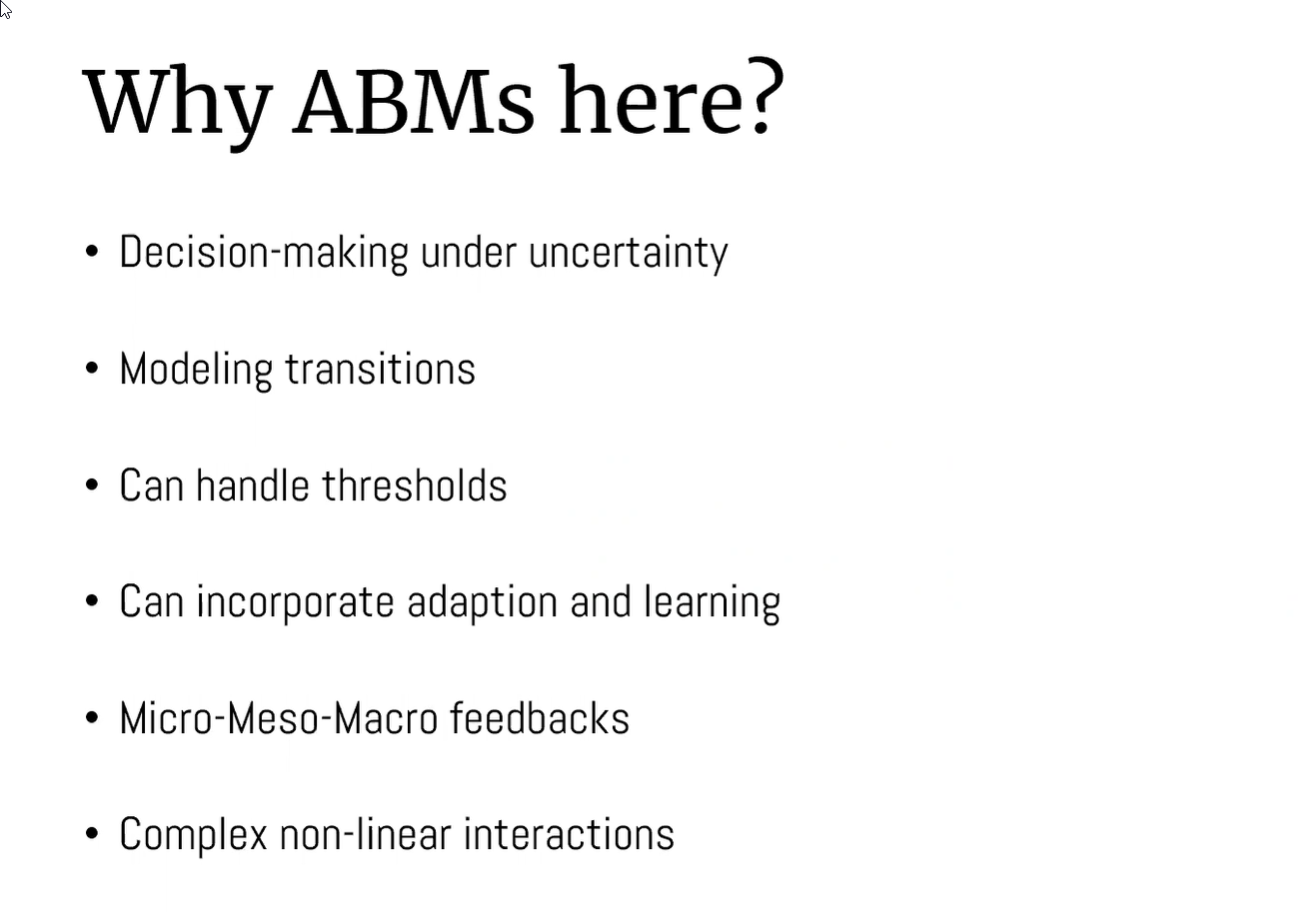 Why ABMs here?
• Decision-making under uncertainty
• Modeling transitions
• Can handle thresholds
• Can incorporate adaption and learning
• Micro-Meso-Macro feedbacks
• Complex non-linear interactions